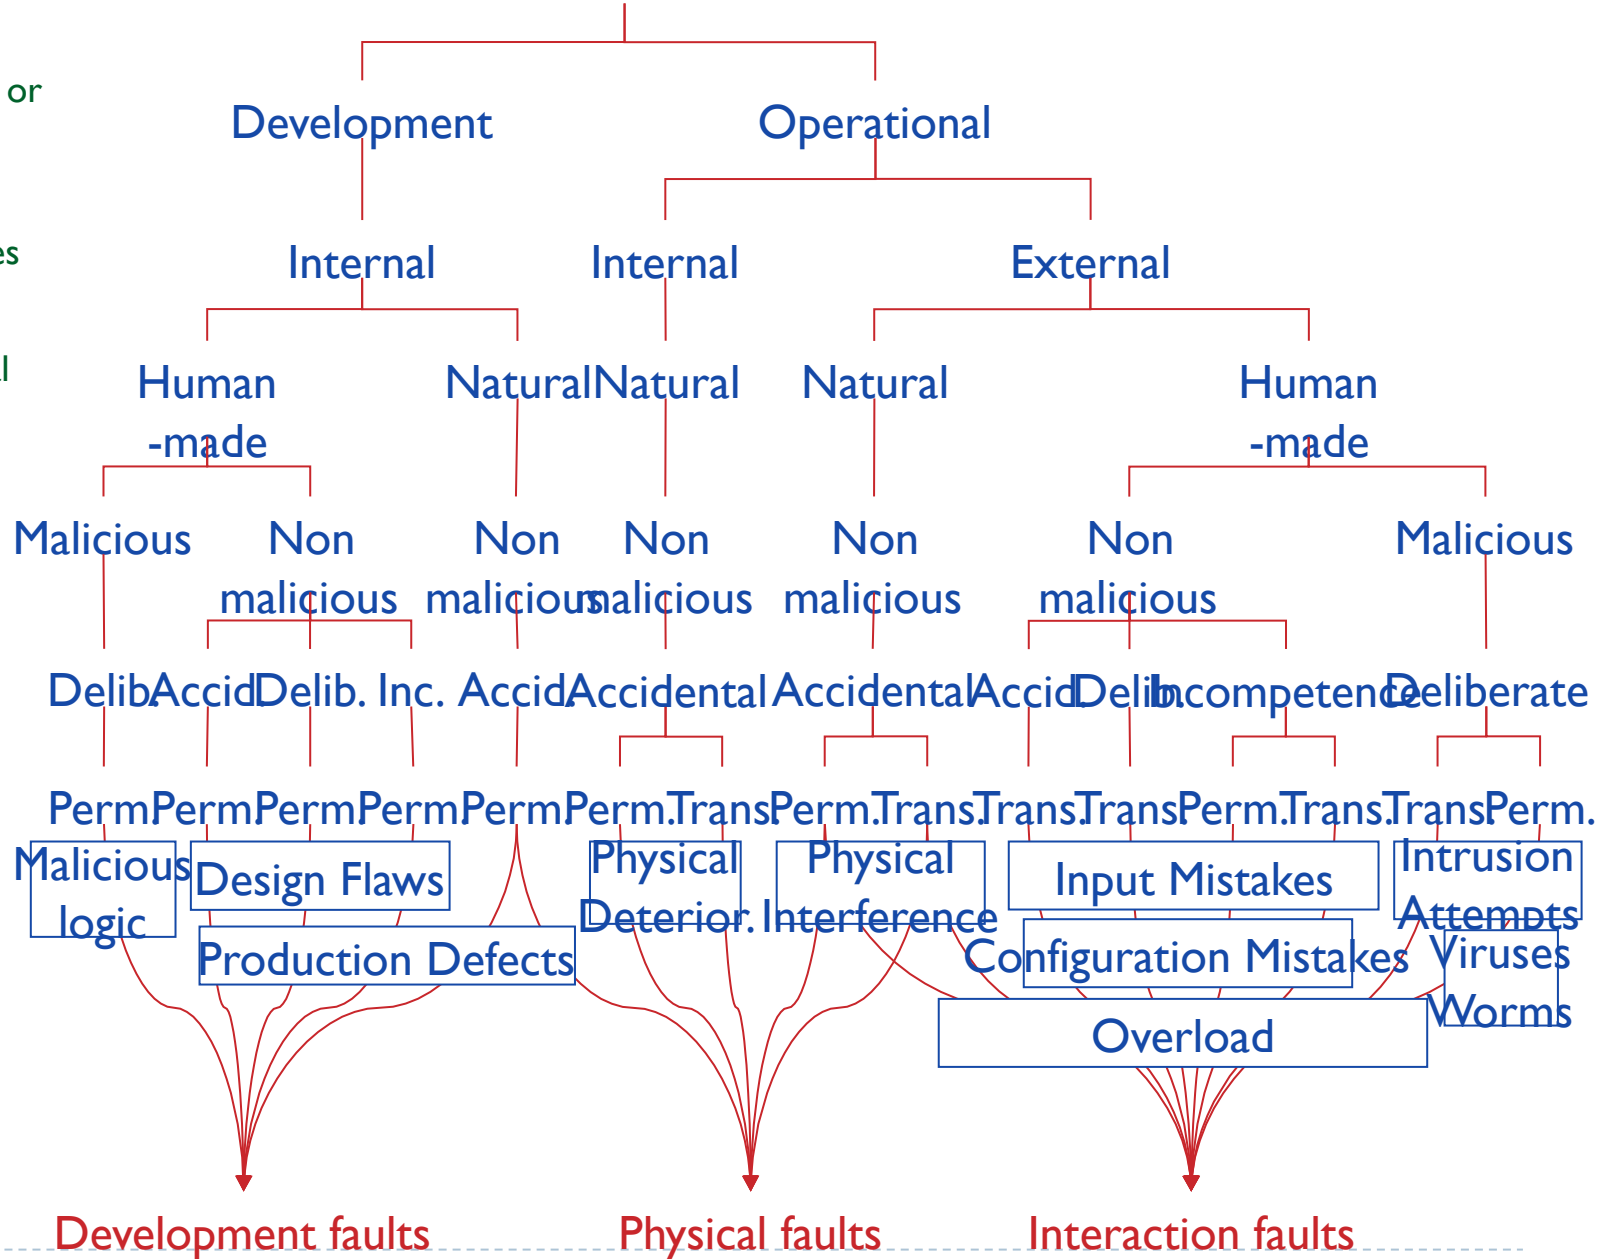 or
Development Operational
es
Internal Internal External
l
Human Natural Natural Natural Human
-made -made
Malicious Non Non Non Non Non Malicious
malicious malicious malicious malicious malicious
Delib. Accid. Delib. Inc. Accid. Accidental Accidental Accid. Delib. Incompetence Deliberate
Perm. Perm. Perm. Perm. Perm. Perm. Trans. Perm. Trans. Trans. Trans. Perm. Trans. Trans. Perm.
Malicious
logic
Design Flaws
Production Defects
Physical
Deterior.
Physical
Interference
Input Mistakes
Configuration Mistakes
Overload
Intrusion
Attempts
Viruses
Worms
Development faults Physical faults Interaction faults